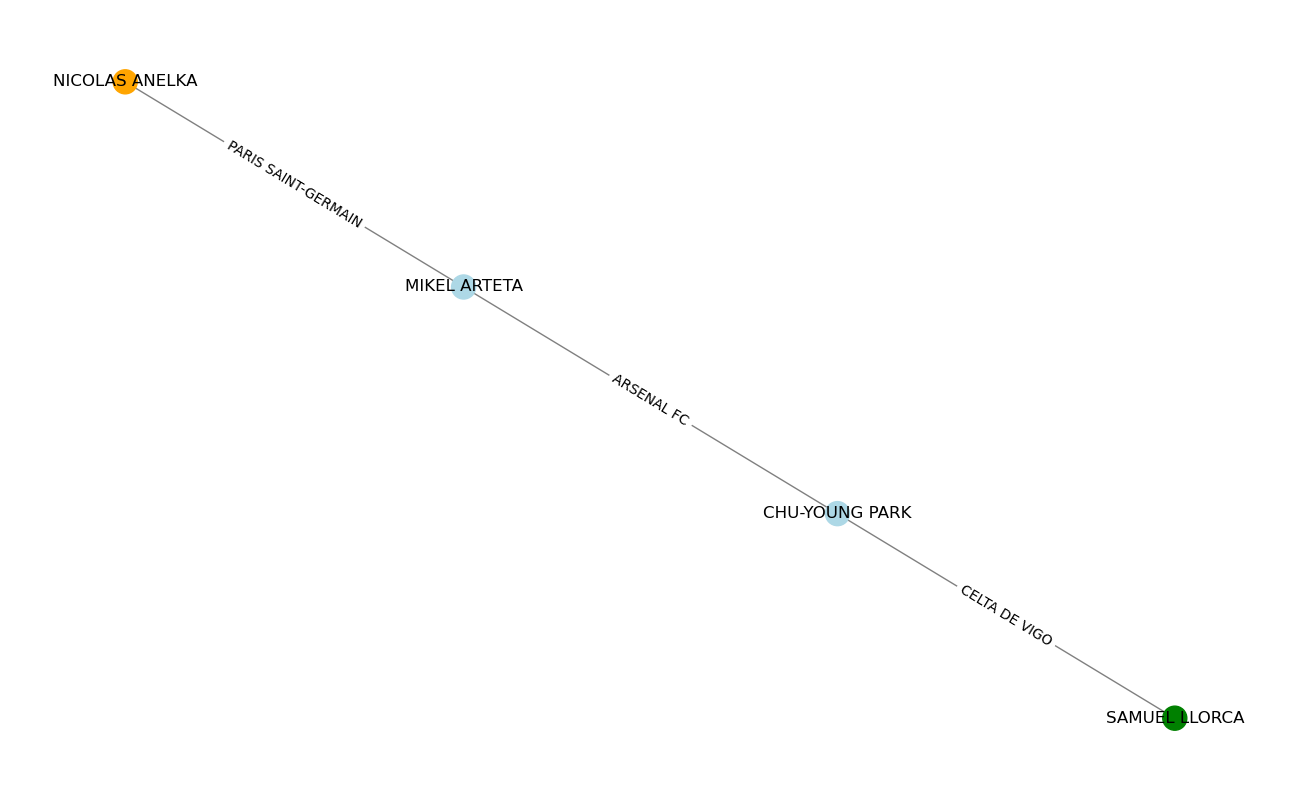 NICOLAS ANELKA
PARIS SAINT-GERMAIN
MIKEL ARTETA
ARSENAL FC
CHU-YOUNG PARK
CELTA DE VIGO
SAMUEL LLORCA